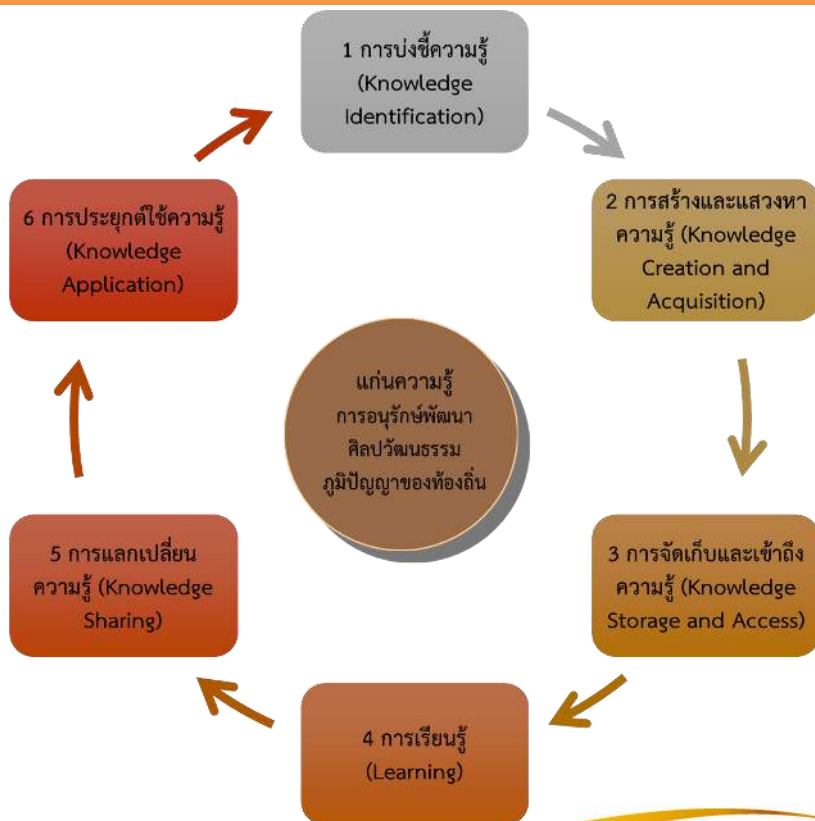 1 การบ่งชี้ความรู้
(Knowledge
Identification)
2 การสร้างและแสวงหา
ความรู้ (Knowledge
Creation and
Acquisition)
3 การจัดเก็บและเข้าถึง
ความรู้ (Knowledge
Storage and Access)
4 การเรียนรู้
(Learning)
5 การแลกเปลี่ยน
ความรู้ (Knowledge
Sharing)
6 การประยุกต์ใช้ความรู้
(Knowledge
Application)
แก่นความรู้
การอนุรักษ์พัฒนา
ศิลปวัฒนธรรม
ภูมิปัญญาของท้องถิ่น